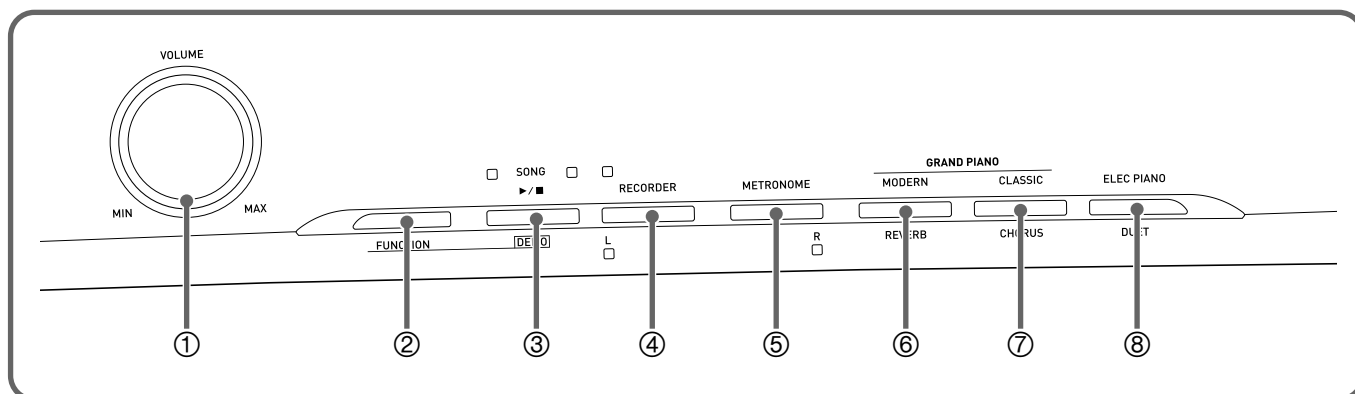 VOLUME
MIN
MAX
SONG
▶/■
RECORDER
METRONOME
GRAND PIANO
MODERN
CLASSIC
ELEC PIANO
FUNCTION
DEMO
L
R
REVERB
CHORUS
DUET
① ② ③ ④ ⑤ ⑥ ⑦ ⑧